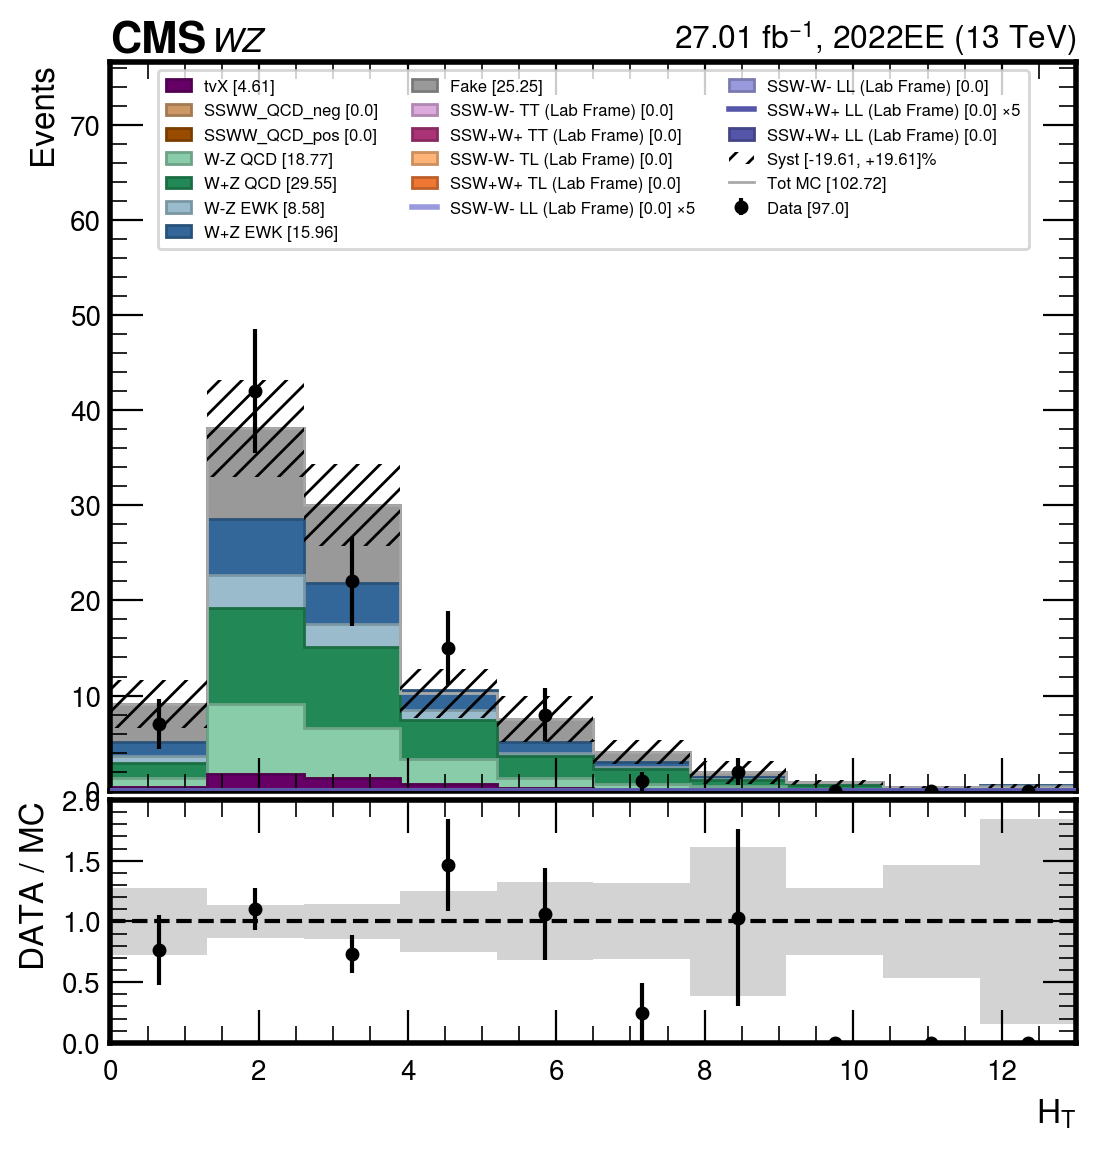 CMS WZ 27.01 fb⁻¹, 2022EE (13 TeV)
Events
tvX [4.61]
SSWW_QCD_neg [0.0]
SSWW_QCD_pos [0.0]
W-Z QCD [18.77]
W+Z QCD [29.55]
W-Z EWK [8.58]
W+Z EWK [15.96]
Fake [25.25]
SSW-W- TT (Lab Frame) [0.0]
SSW+W+ TT (Lab Frame) [0.0]
SSW-W- TL (Lab Frame) [0.0]
SSW+W+ TL (Lab Frame) [0.0]
SSW-W- LL (Lab Frame) [0.0] ×5
SSW-W- LL (Lab Frame) [0.0]
SSW+W+ LL (Lab Frame) [0.0] ×5
SSW+W+ LL (Lab Frame) [0.0]
Syst [-19.61, +19.61]%
Tot MC [102.72]
Data [97.0]
70
60
50
40
30
20
10
0
DATA / MC
2.0
1.5
1.0
0.5
0.0
0 2 4 6 8 10 12
H_T